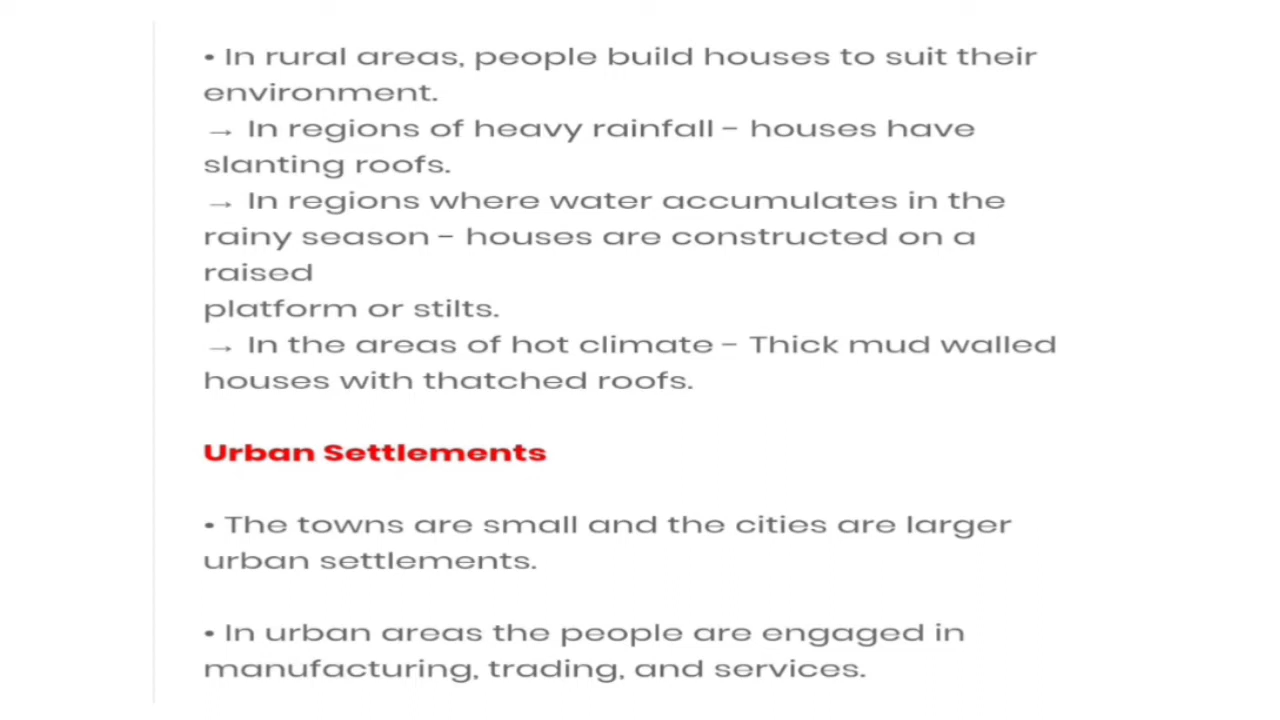 • In rural areas, people build houses to suit their
environment.
→ In regions of heavy rainfall - houses have
slanting roofs.
→ In regions where water accumulates in the
rainy season - houses are constructed on a
raised
platform or stilts.
→ In the areas of hot climate - Thick mud walled
houses with thatched roofs.
Urban Settlements
• The towns are small and the cities are larger
urban settlements.
• In urban areas the people are engaged in
manufacturing, trading, and services.